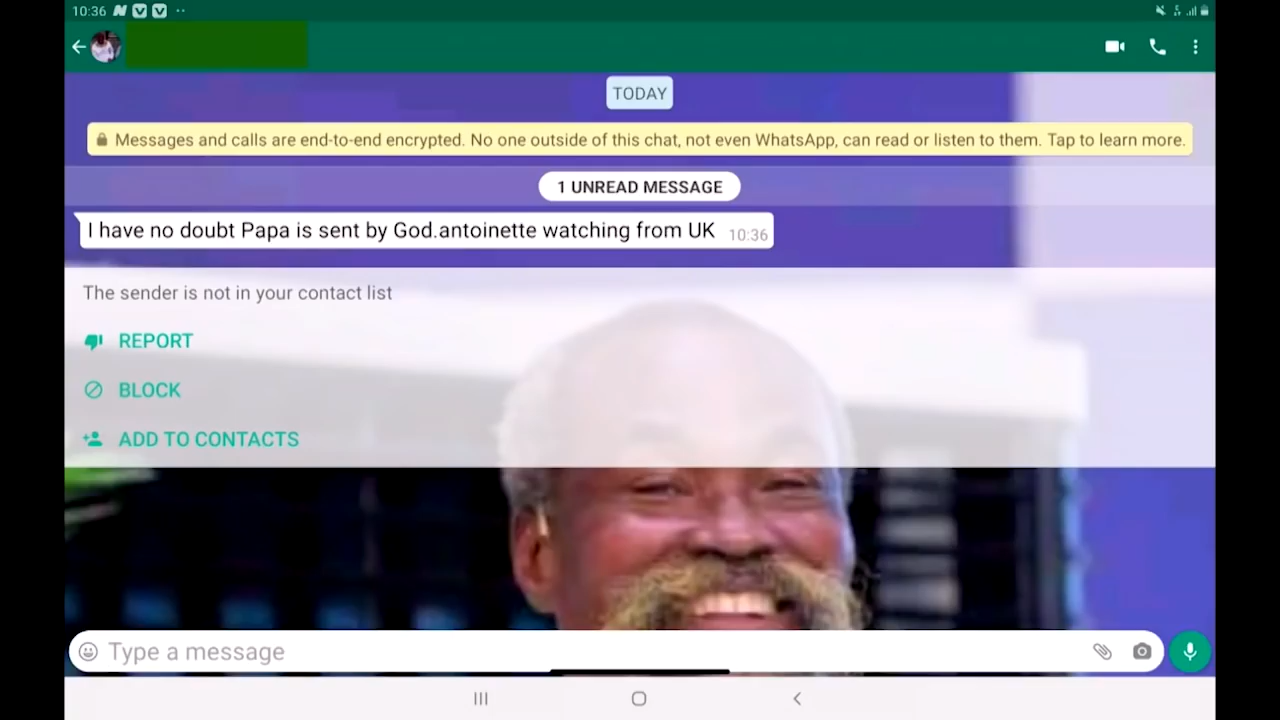 10:36
TODAY
Messages and calls are end-to-end encrypted. No one outside of this chat, not even WhatsApp, can read or listen to them. Tap to learn more.
1 UNREAD MESSAGE
I have no doubt Papa is sent by God.antoinette watching from UK 10:36
The sender is not in your contact list
REPORT
BLOCK
ADD TO CONTACTS
Type a message